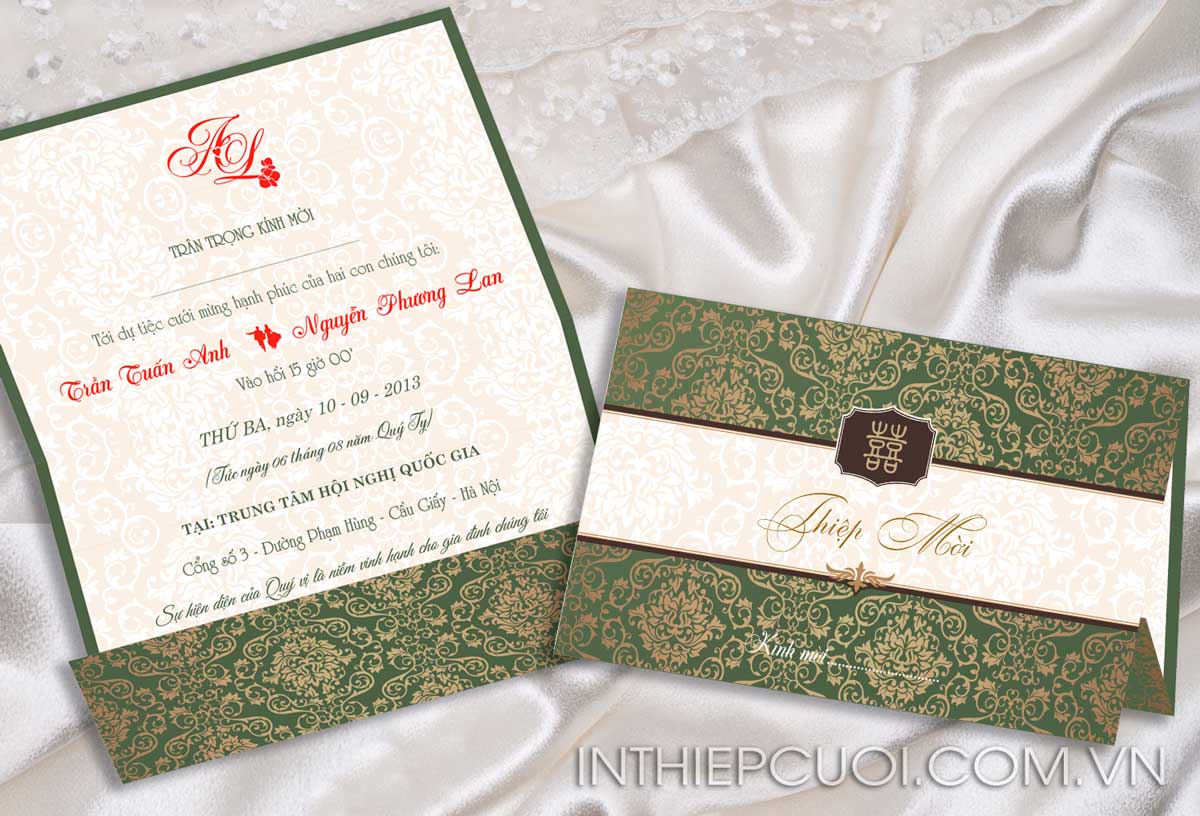 AL
TRÂN TRỌNG KÍNH MỜI
Tới dự tiệc cưới mừng hạnh phúc của hai con chúng tôi:
Trần Tuấn Anh Nguyễn Phương Lan
Vào hồi 15 giờ 00'
THỨ BA, ngày 10 - 09 - 2013
(Tức ngày 06 tháng 08 năm Quý Tỵ)
TẠI: TRUNG TÂM HỘI NGHỊ QUỐC GIA
Cổng số 3 - Đường Phạm Hùng - Cầu Giấy - Hà Nội
Sự hiện diện của Quý vị là niềm vinh hạnh cho gia đình chúng tôi
囍
Thiệp Mời
Kính mời....................
INTHIEPCUOI.COM.VN